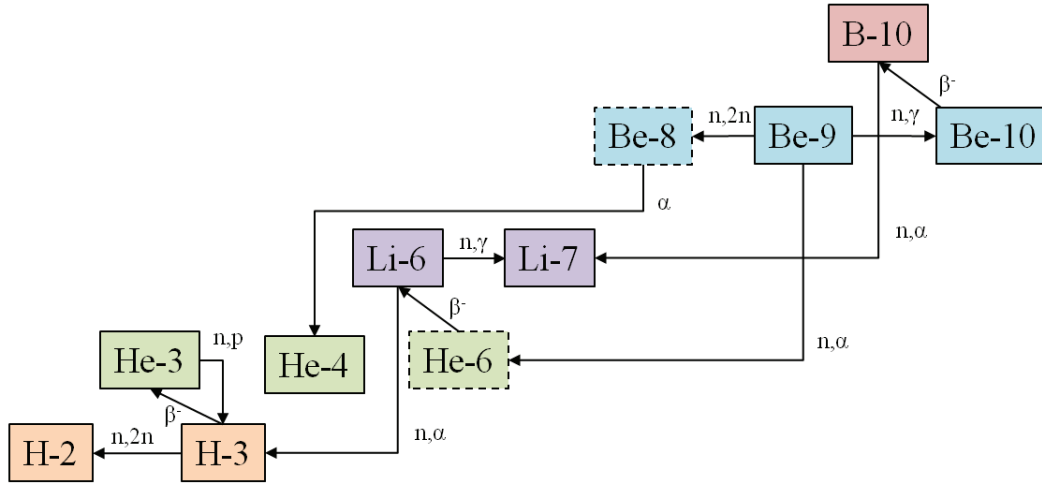 B-10
β-
n,2n
n,γ
Be-8
Be-9
Be-10
α
n,α
n,γ
Li-6
Li-7
β-
n,p
n,α
He-3
He-4
He-6
β-
n,2n
n,α
H-2
H-3